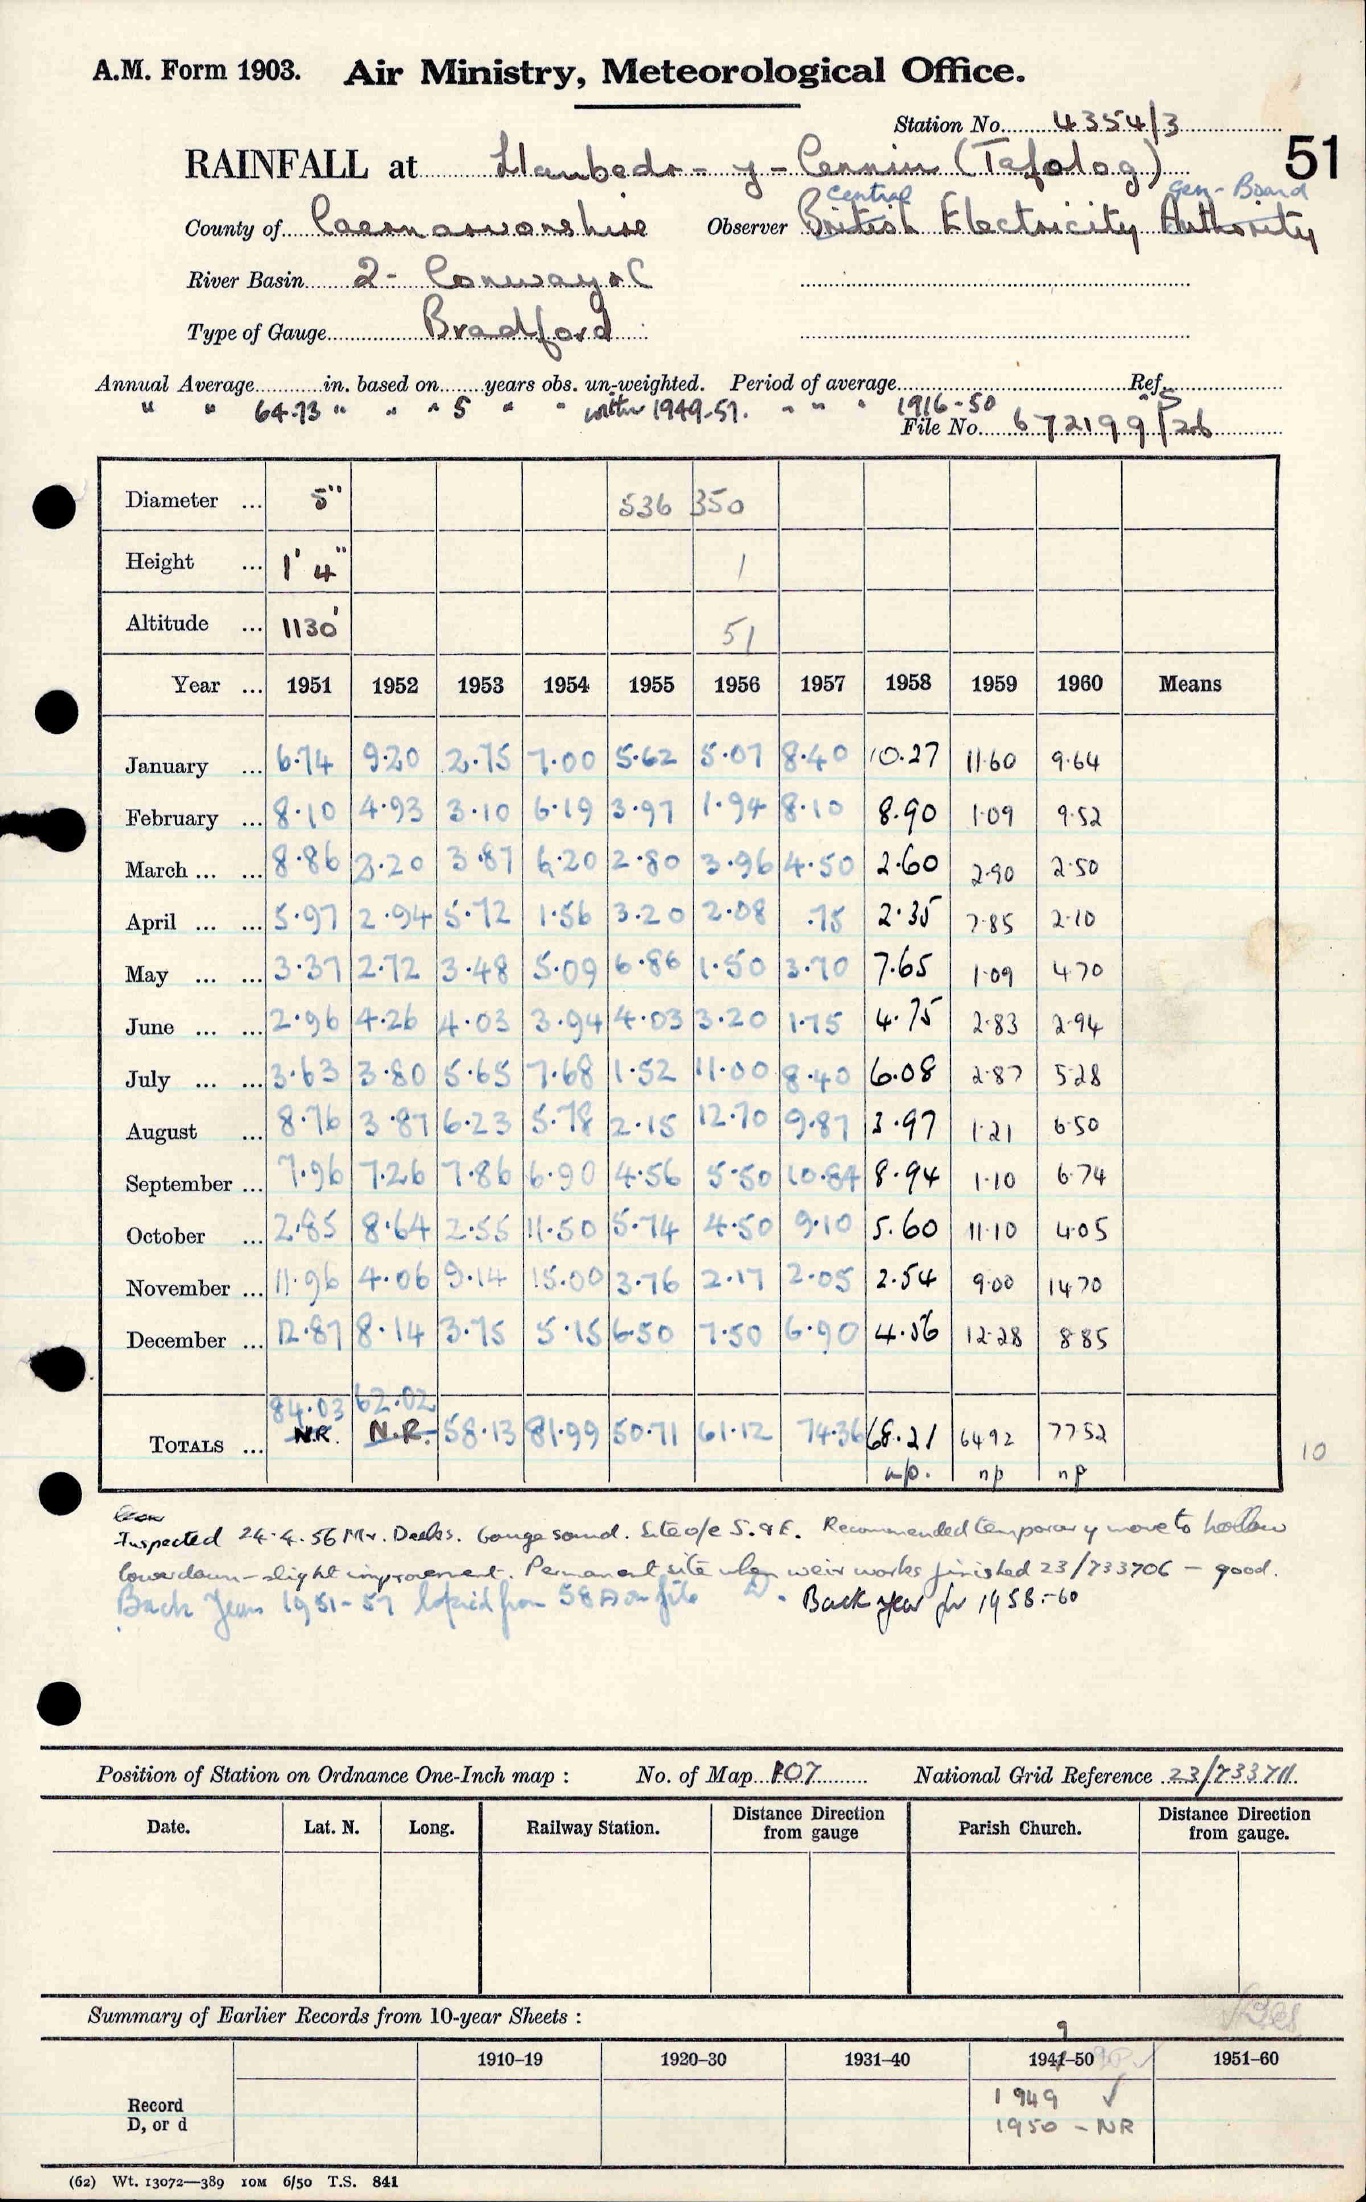 A.M. Form 1903. Air Ministry, Meteorological Office.
Station No. 4354/3
RAINFALL at Llanbedr-y-Cennin (Tafolog) 51
Central Gen- Board
County of Caernarvonshire Observer British Electricity Authority
River Basin 2- Conway &C
Type of Gauge Bradford
Annual Average in. based on years obs. un-weighted. Period of average Ref.
" " 64.73 " " " 5 " " 1949-57. " " " 1916-50 " S
File No. 672199/26
Diameter ... 5" 536 350
Height ... 1' 4" 1
Altitude ... 1130' 51
Year ... 1951 1952 1953 1954 1955 1956 1957 1958 1959 1960 Means
January ... 6.74 9.20 2.75 7.00 5.62 5.07 8.40 10.27 11.60 9.64
February ... 8.10 4.93 3.10 6.19 3.97 1.94 8.10 8.90 1.09 9.52
March ... ... 8.86 3.20 3.87 6.20 2.80 3.96 4.50 2.60 2.90 2.50
April ... ... 5.97 2.94 5.72 1.56 3.20 2.08 .75 2.35 7.85 2.10
May ... ... 3.37 2.72 3.48 5.09 6.86 1.50 3.70 7.65 1.09 4.70
June ... ... 2.96 4.26 4.03 3.94 4.03 3.20 1.75 4.75 2.83 2.94
July ... ... 3.63 3.80 5.65 7.68 1.52 11.00 8.40 6.08 2.87 5.28
August ... 8.76 3.87 6.23 5.78 2.15 12.70 9.87 3.97 1.21 6.50
September ... 7.96 7.26 7.86 6.90 4.56 5.50 10.84 8.94 1.10 6.74
October ... 2.85 8.64 2.55 11.50 5.74 4.50 9.10 5.60 11.10 4.05
November ... 11.96 4.06 9.14 15.00 3.76 2.17 2.05 2.54 9.00 14.70
December ... 12.87 8.14 3.75 5.15 6.50 7.50 6.90 4.56 12.28 8.85
84.03 62.02
TOTALS ... N.R. N.R. 58.13 81.99 50.71 61.12 74.36 68.21 64.92 77.52
np. np np
10
Inspected 24.4.56 Mr. Deeks. Gauge sound. Site o/e S. & E. Recommended temporary move to hollow
lower down - slight improvement. Permanent site when weir works finished 23/733706 - good.
Back Years 1951-57 copied from 58 on file. Back year for 1958-60
Position of Station on Ordnance One-Inch map : No. of Map 107 National Grid Reference 23/733711
Date. Lat. N. Long. Railway Station. Distance Direction from gauge Parish Church. Distance Direction from gauge.
Summary of Earlier Records from 10-year Sheets :
9
1910-19 1920-30 1931-40 1941-50 1951-60
Record
D, or d
1949 ✓
1950 - NR
(62) Wt. 13072—389 10M 6/50 T.S. 841